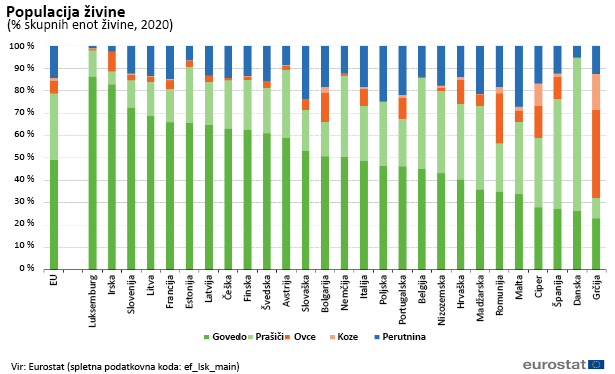 Populacija živine
(% skupnih enot živine, 2020)
100 %
90 %
80 %
70 %
60 %
50 %
40 %
30 %
20 %
10 %
0 %
EU
Luksemburg
Irska
Slovenija
Litva
Francija
Estonija
Latvija
Češka
Finska
Švedska
Avstrija
Slovaška
Bolgarija
Nemčija
Italija
Poljska
Portugalska
Belgija
Nizozemska
Hrvaška
Madžarska
Romunija
Malta
Ciper
Španija
Danska
Grčija
Govedo Prašiči Ovce Koze Perutnina
Vir: Eurostat (spletna podatkovna koda: ef_lsk_main)
eurostat